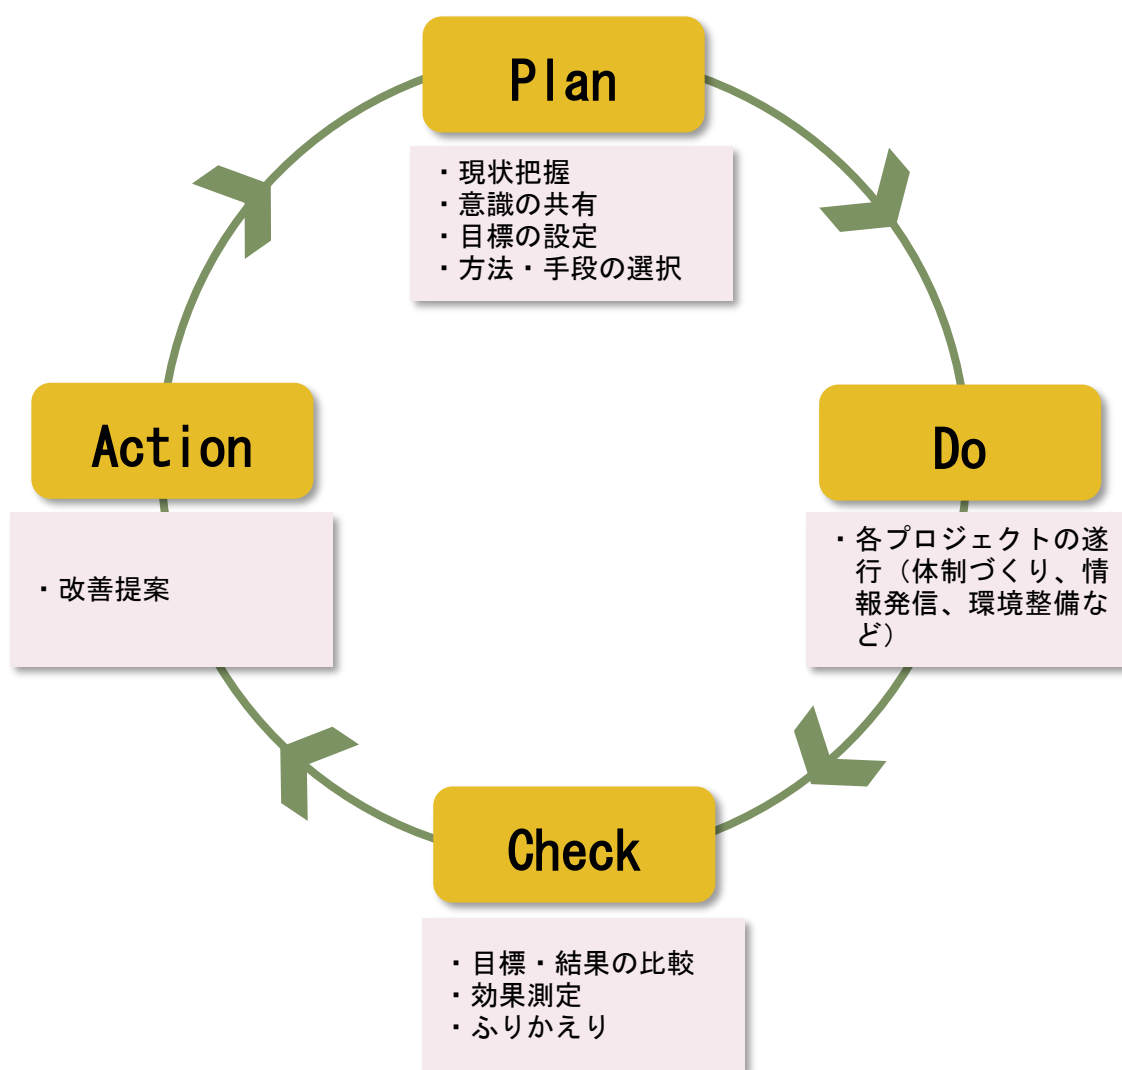 Plan
・現状把握
・意識の共有
・目標の設定
・方法・手段の選択
Do
・各プロジェクトの遂
行（体制づくり、情
報発信、環境整備な
ど）
Check
・目標・結果の比較
・効果測定
・ふりかえり
Action
・改善提案